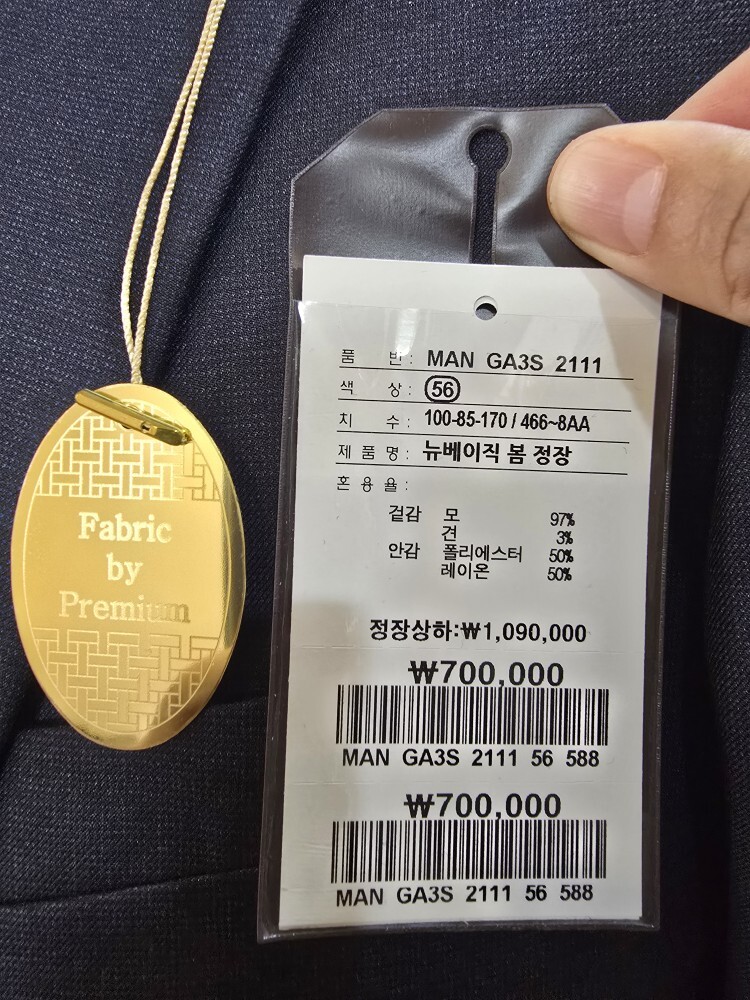 Fabric
by
Premium
품 번 : MAN GA3S 2111
색 상 : 56
치 수 : 100-85-170 / 466~8AA
제 품 명 : 뉴베이직 봄 정장
혼 용 율 :
겉감 모 97%
견 3%
안감 폴리에스터 50%
레이온 50%
정장상하:₩1,090,000
₩700,000
MAN GA3S 2111 56 588
₩700,000
MAN GA3S 2111 56 588